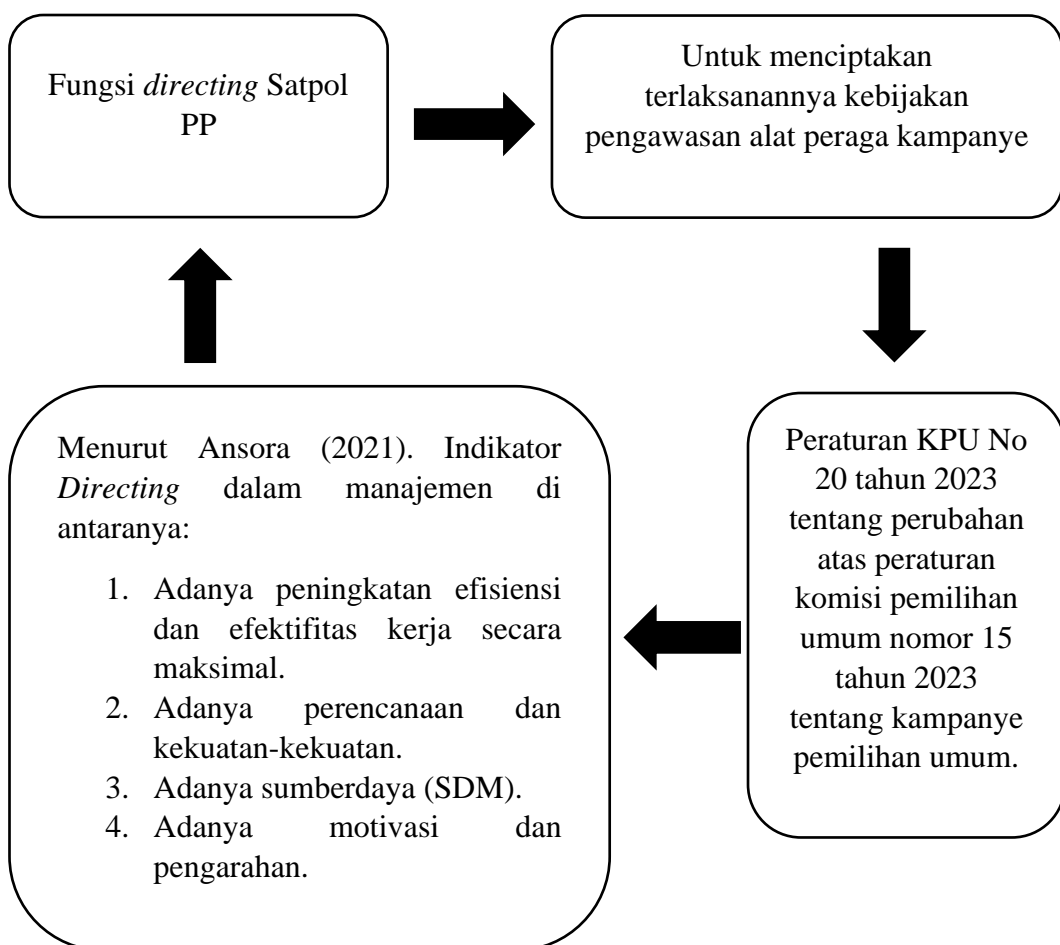 Fungsi directing Satpol
PP
Untuk menciptakan
terlaksanannya kebijakan
pengawasan alat peraga kampanye
Peraturan KPU No
20 tahun 2023
tentang perubahan
atas peraturan
komisi pemilihan
umum nomor 15
tahun 2023
tentang kampanye
pemilihan umum.
Menurut Ansora (2021). Indikator
Directing dalam manajemen di
antaranya:
1. Adanya peningkatan efisiensi
dan efektifitas kerja secara
maksimal.
2. Adanya perencanaan dan
kekuatan-kekuatan.
3. Adanya sumberdaya (SDM).
4. Adanya motivasi dan
pengarahan.